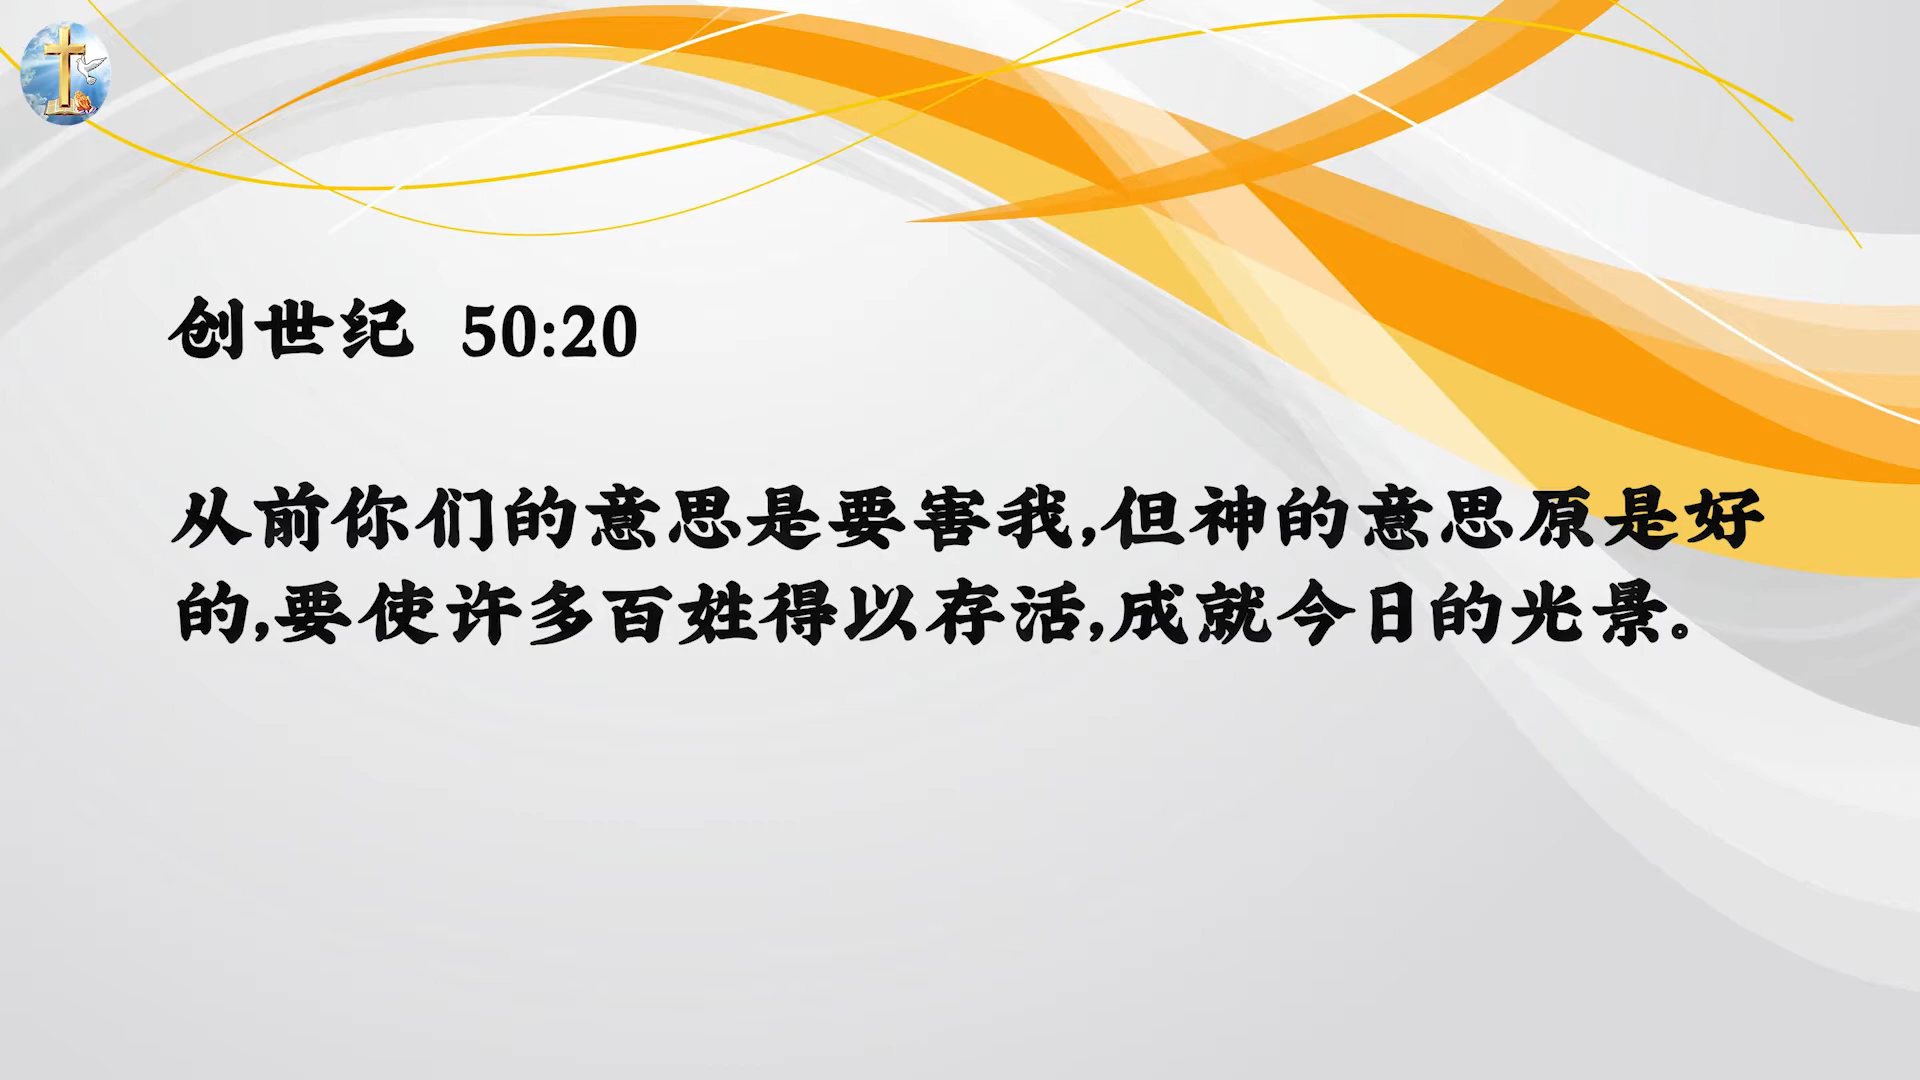 创世纪 50:20
从前你们的意思是要害我,但神的意思原是好
的,要使许多百姓得以存活,成就今日的光景。